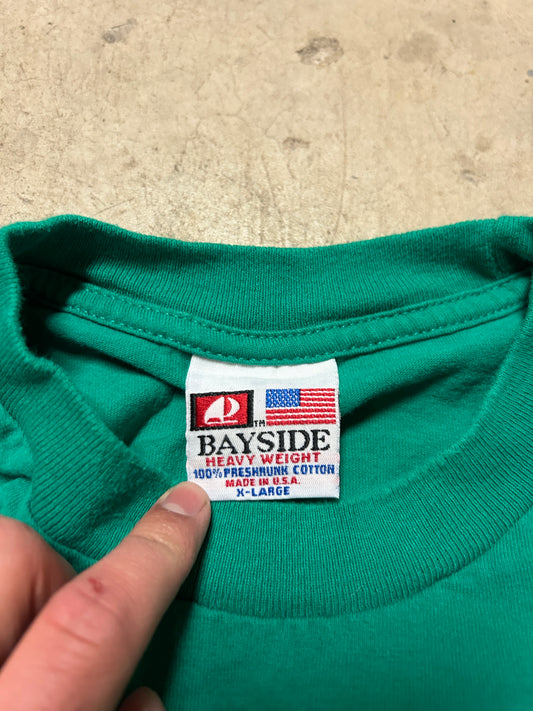 TM
BAYSIDE
HEAVY WEIGHT
100% PRESHRUNK COTTON
MADE IN U.S.A.
X-LARGE